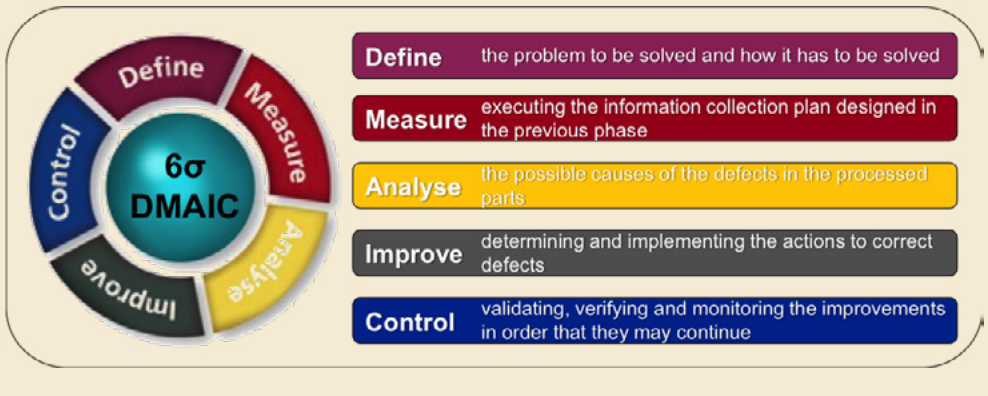 Define
Measure
Analyse
Improve
Control
6σ
DMAIC
Define the problem to be solved and how it has to be solved
Measure executing the information collection plan designed in
the previous phase
Analyse the possible causes of the defects in the processed
parts
Improve determining and implementing the actions to correct
defects
Control validating, verifying and monitoring the improvements
in order that they may continue